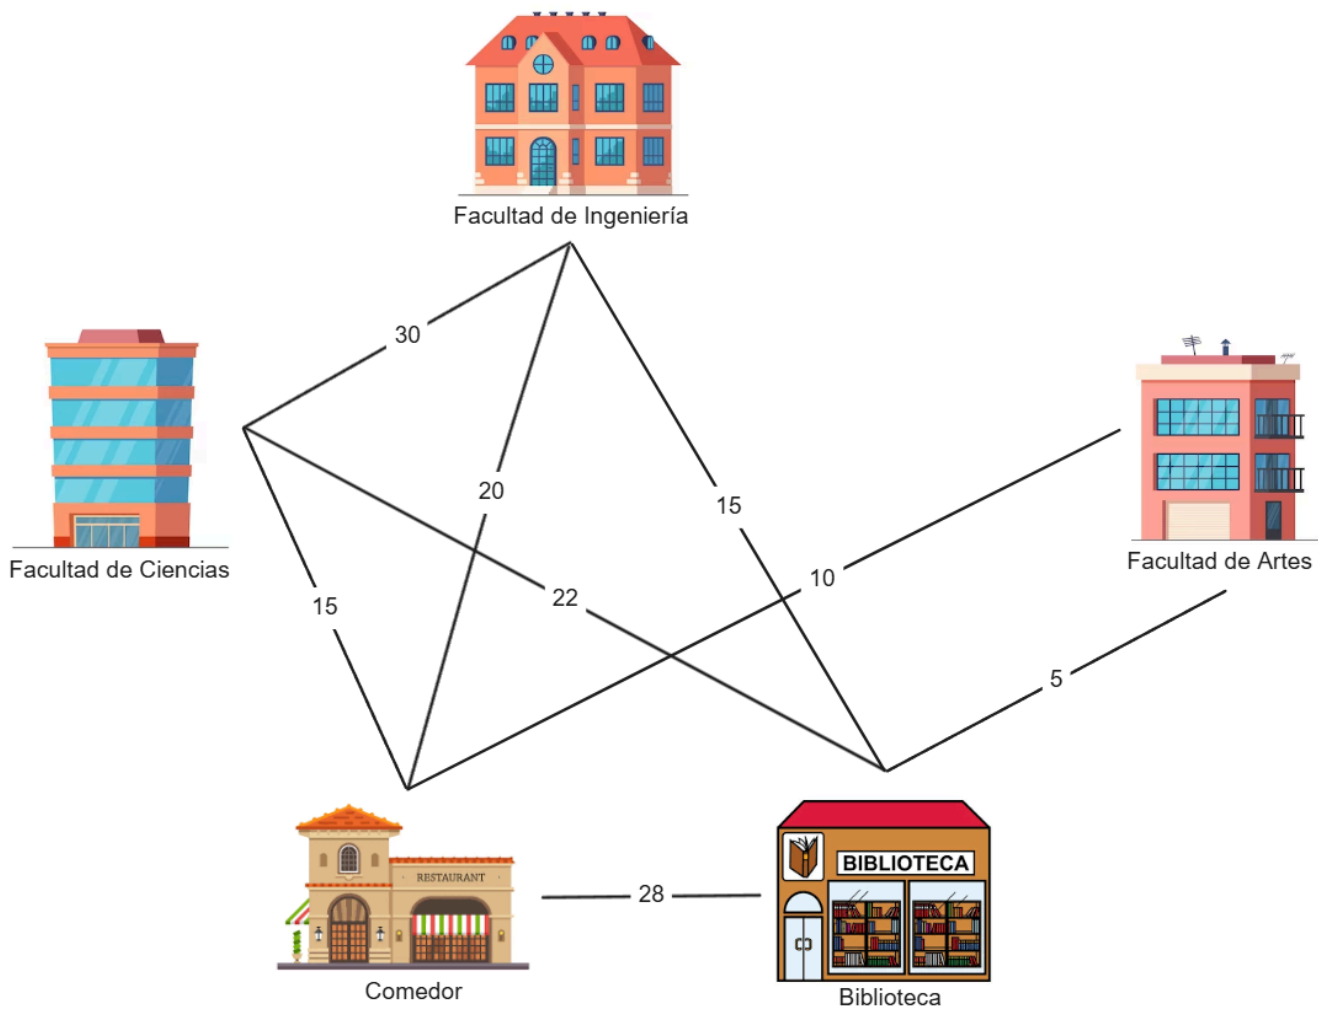 Facultad de Ingeniería
30
Facultad de Ciencias
20
15
Facultad de Artes
10
22
15
5
RESTAURANT
BIBLIOTECA
28
Comedor
Biblioteca